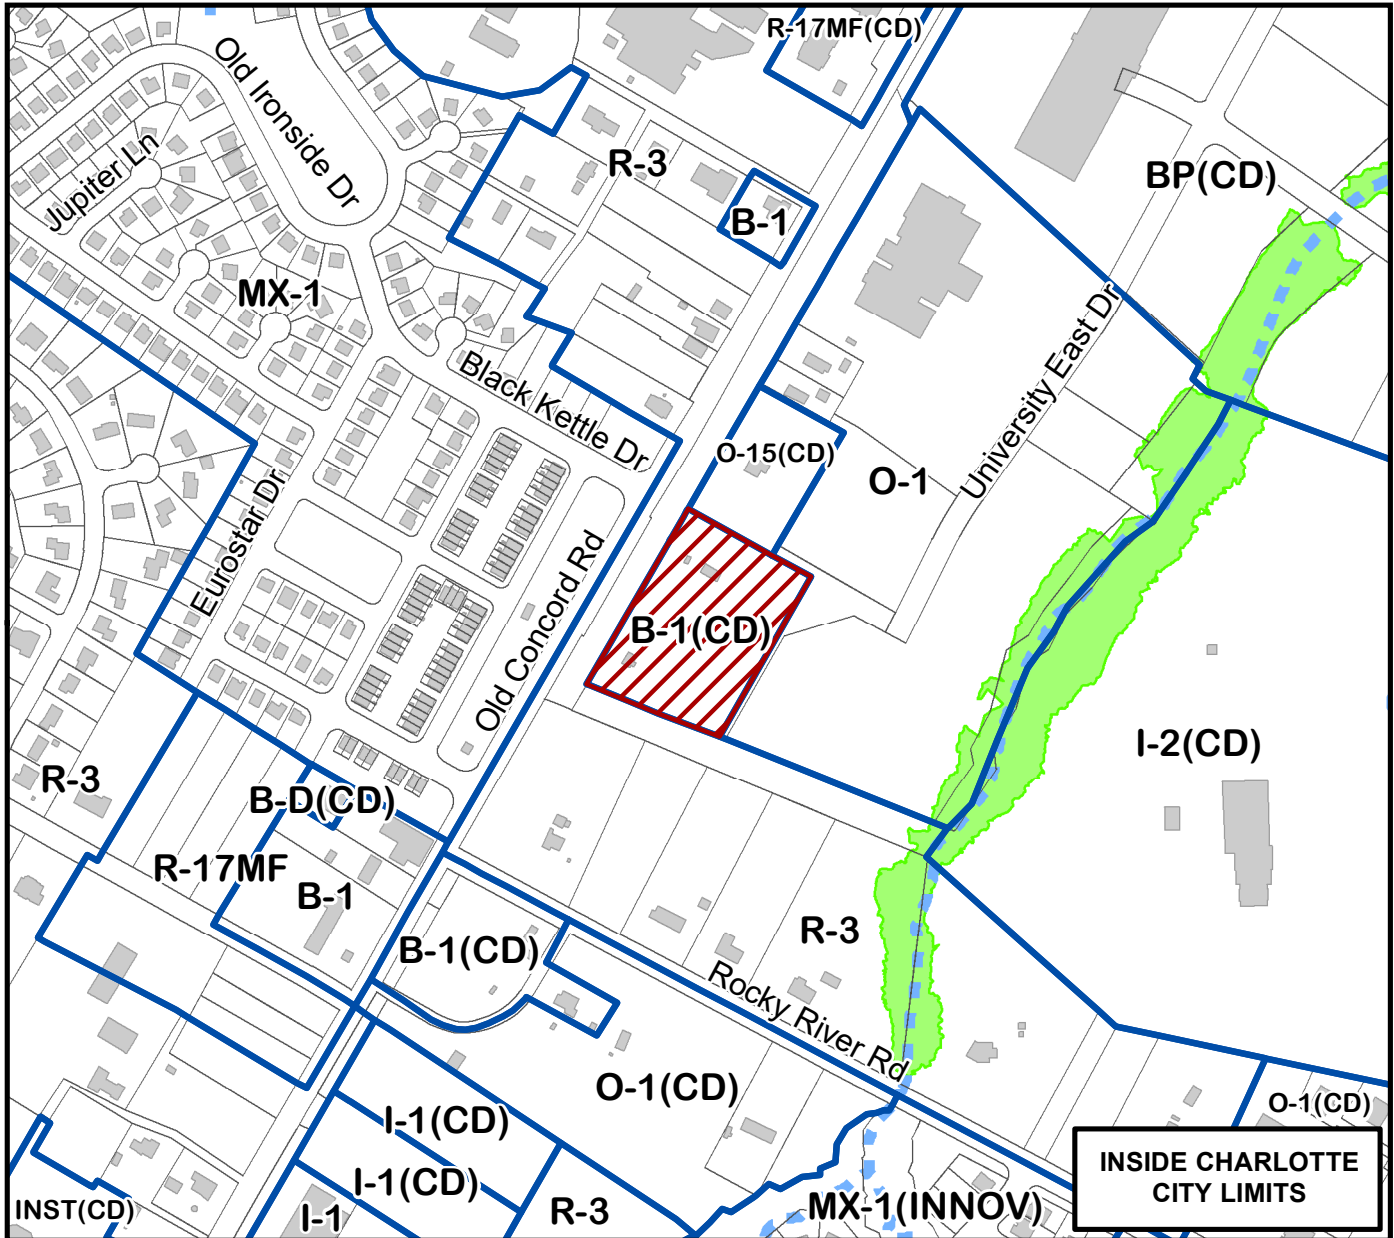 R-17MF(CD)
Old Ironside Dr
Jupiter Ln
R-3
BP(CD)
B-1
MX-1
University East Dr
Black Kettle Dr
O-15(CD)
O-1
Eurostar Dr
Old Concord Rd
B-1(CD)
I-2(CD)
R-3
B-D(CD)
R-17MF
B-1
B-1(CD)
R-3
Rocky River Rd
O-1(CD)
I-1(CD)
O-1(CD)
I-1(CD)
INSIDE CHARLOTTE
CITY LIMITS
INST(CD)
I-1
R-3
MX-1(INNOV)